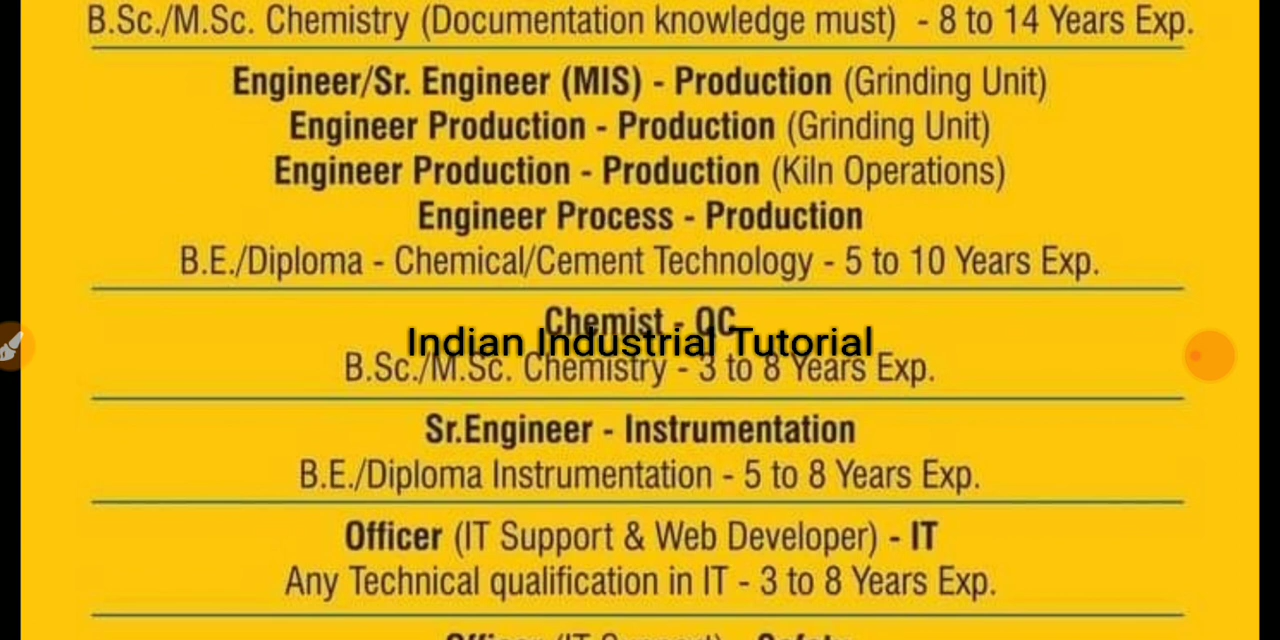 B.Sc./M.Sc. Chemistry (Documentation knowledge must) - 8 to 14 Years Exp.
Engineer/Sr. Engineer (MIS) - Production (Grinding Unit)
Engineer Production - Production (Grinding Unit)
Engineer Production - Production (Kiln Operations)
Engineer Process - Production
B.E./Diploma - Chemical/Cement Technology - 5 to 10 Years Exp.
Chemist - QC
Indian Industrial Tutorial
B.Sc./M.Sc. Chemistry - 3 to 8 Years Exp.
Sr.Engineer - Instrumentation
B.E./Diploma Instrumentation - 5 to 8 Years Exp.
Officer (IT Support & Web Developer) - IT
Any Technical qualification in IT - 3 to 8 Years Exp.
Officer (IT Support) - Safety